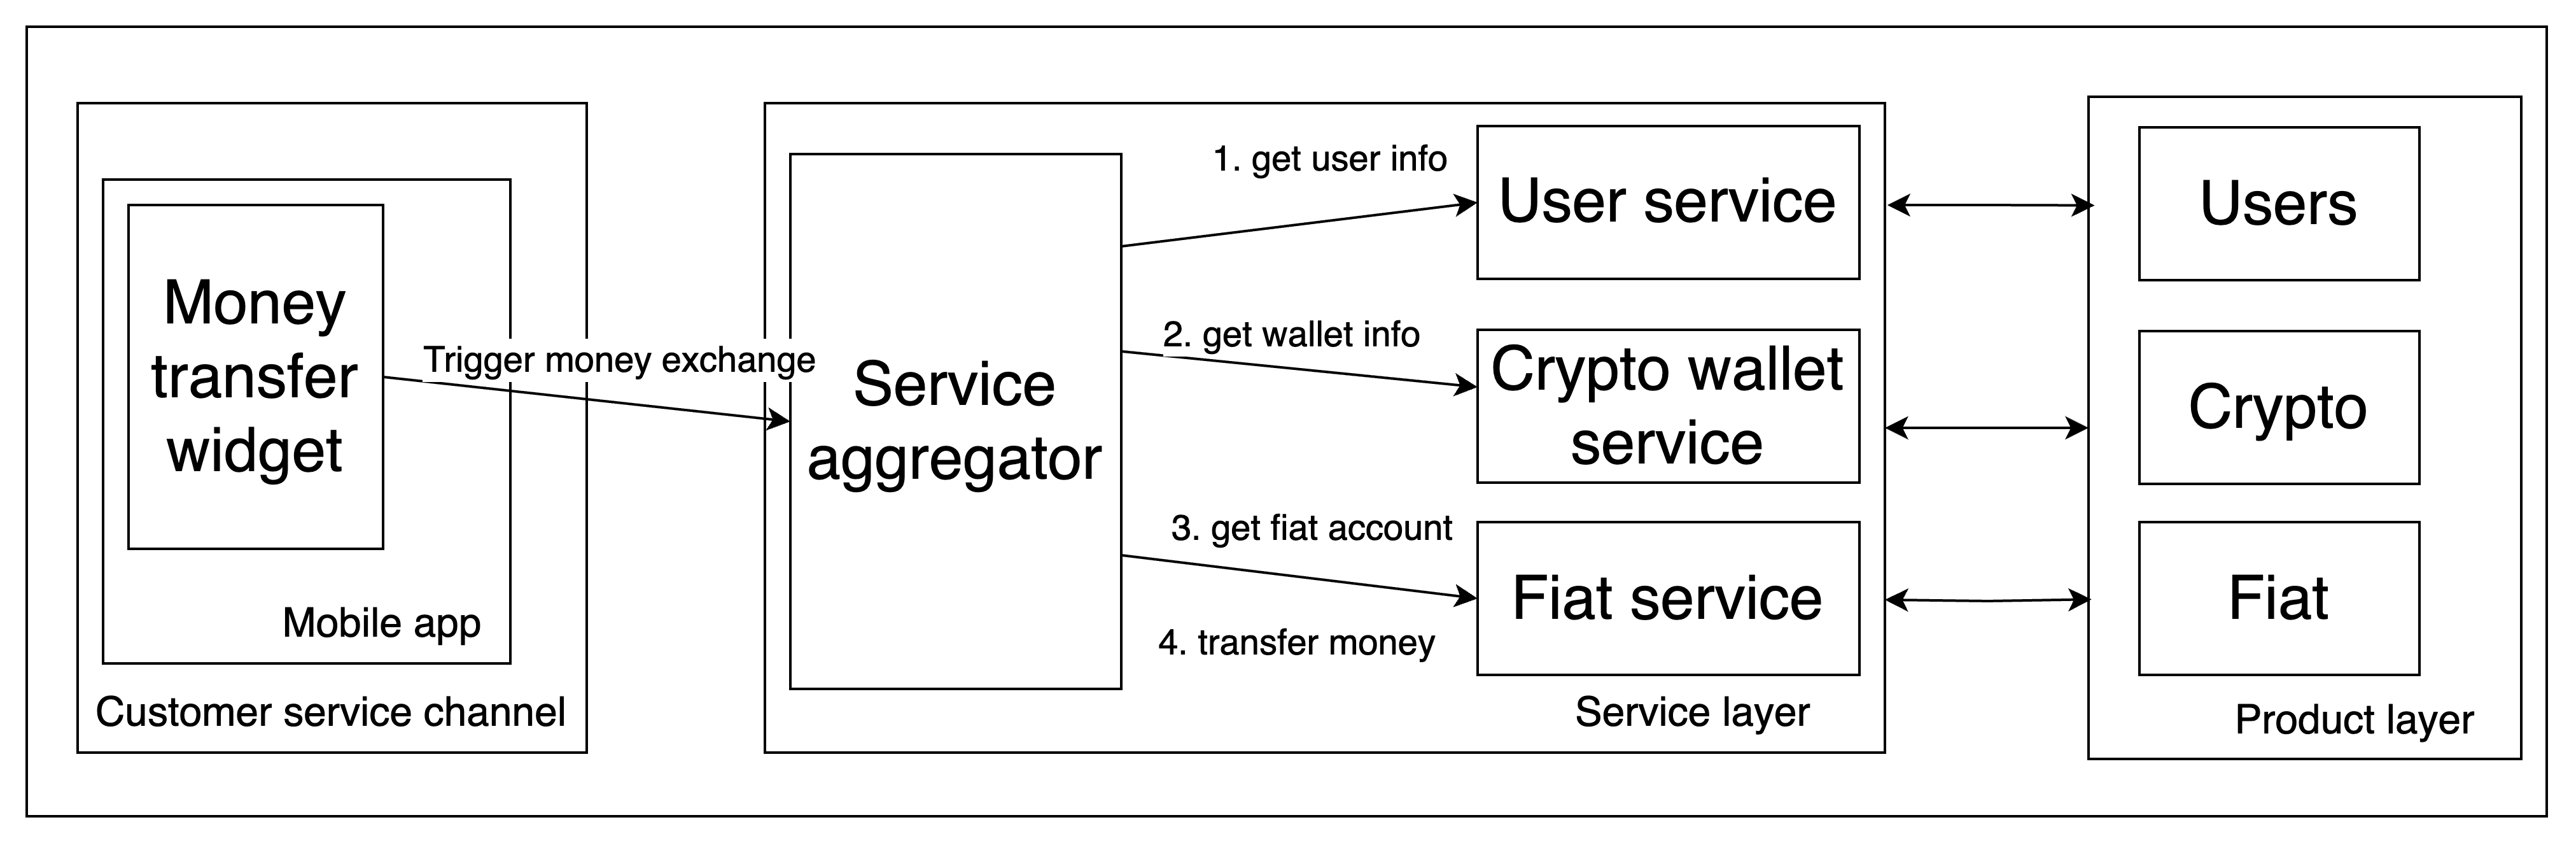 Money
transfer
widget
Mobile app
Customer service channel
Trigger money exchange
Service
aggregator
1. get user info
2. get wallet info
3. get fiat account
4. transfer money
User service
Crypto wallet
service
Fiat service
Service layer
Users
Crypto
Fiat
Product layer